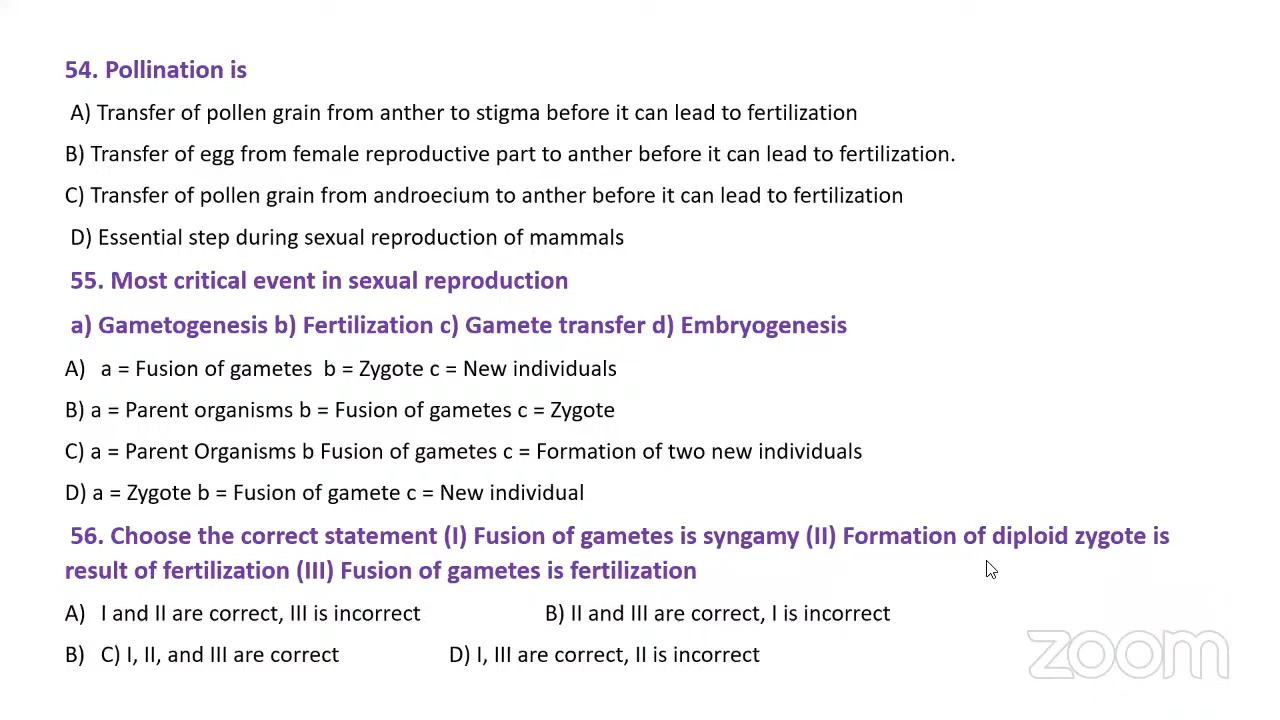 54. Pollination is
A) Transfer of pollen grain from anther to stigma before it can lead to fertilization
B) Transfer of egg from female reproductive part to anther before it can lead to fertilization.
C) Transfer of pollen grain from androecium to anther before it can lead to fertilization
D) Essential step during sexual reproduction of mammals
55. Most critical event in sexual reproduction
a) Gametogenesis b) Fertilization c) Gamete transfer d) Embryogenesis
A) a = Fusion of gametes b = Zygote c = New individuals
B) a = Parent organisms b = Fusion of gametes c = Zygote
C) a = Parent Organisms b Fusion of gametes c = Formation of two new individuals
D) a = Zygote b = Fusion of gamete c = New individual
56. Choose the correct statement (I) Fusion of gametes is syngamy (II) Formation of diploid zygote is
result of fertilization (III) Fusion of gametes is fertilization
A) I and II are correct, III is incorrect B) II and III are correct, I is incorrect
B) C) I, II, and III are correct D) I, III are correct, II is incorrect
zoom